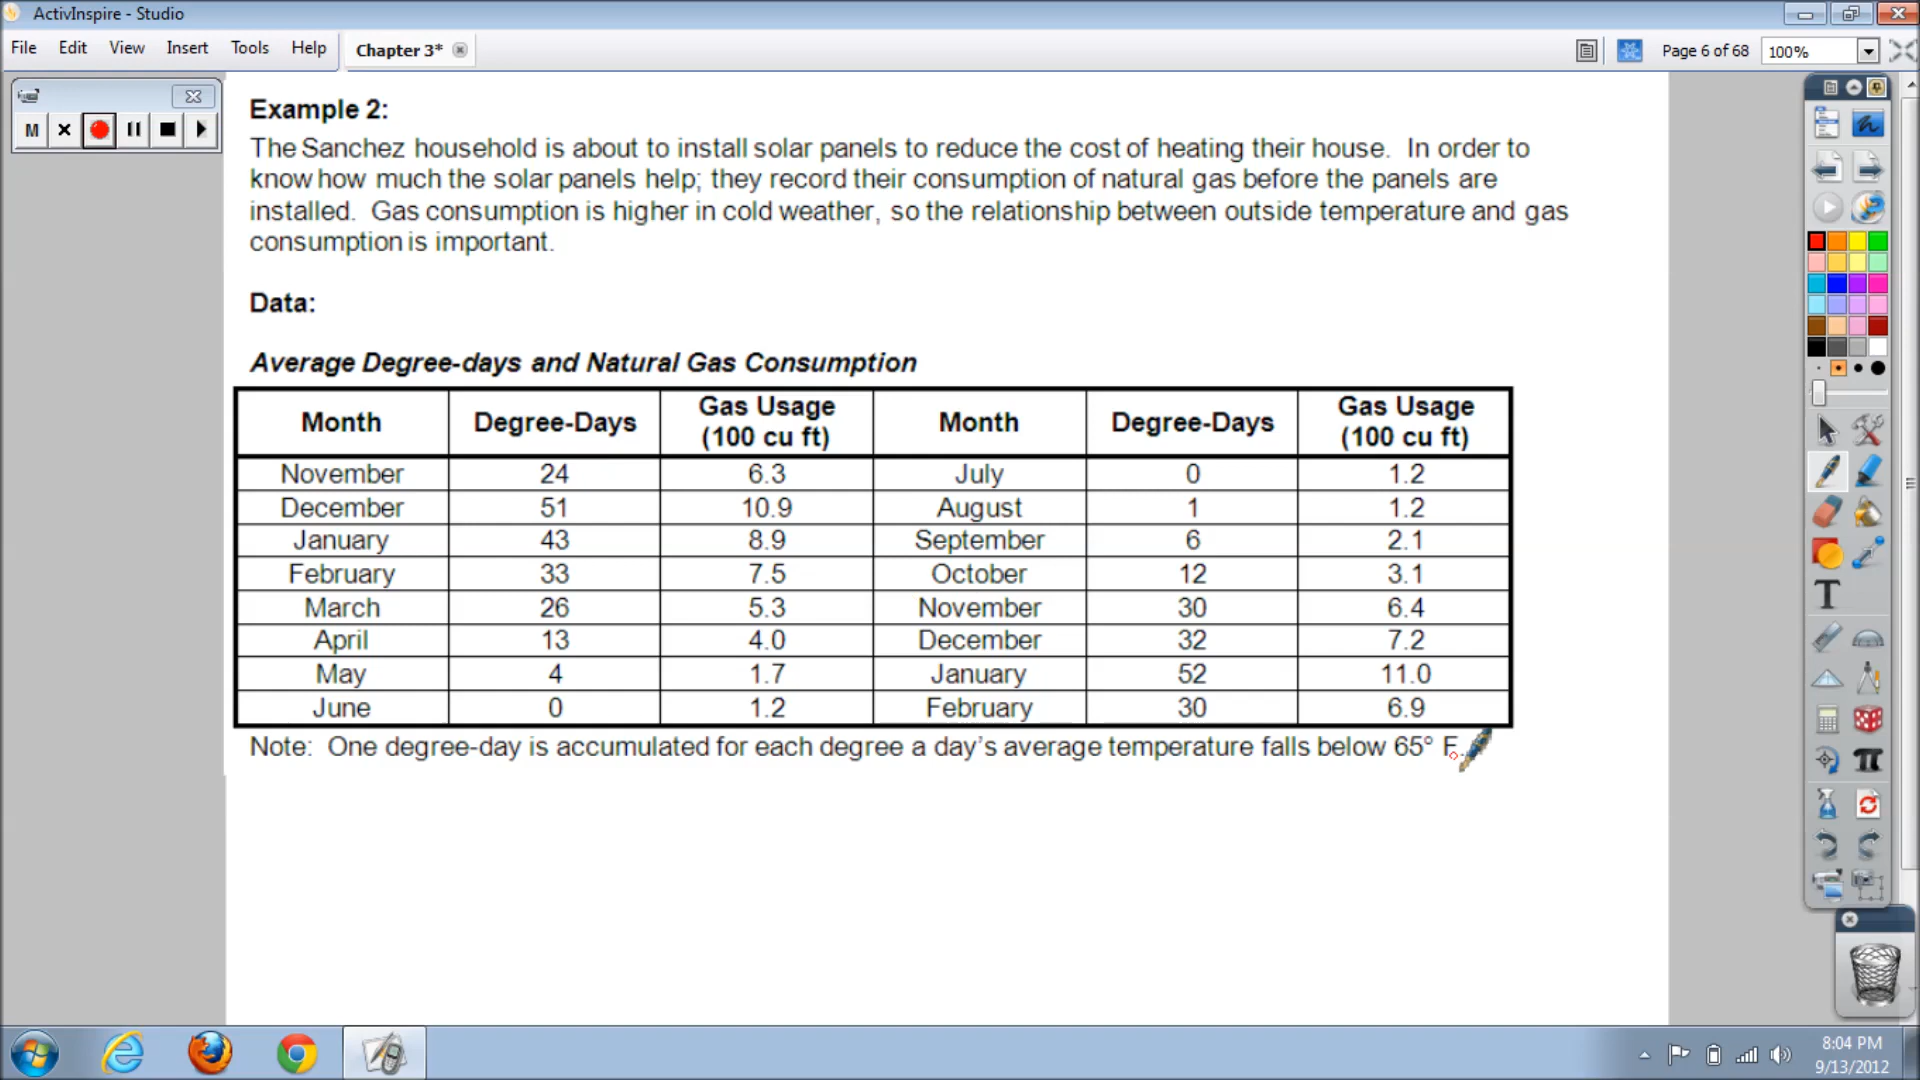 ActivInspire - Studio
File Edit View Insert Tools Help Chapter 3* Page 6 of 68 100%
M
Example 2:
The Sanchez household is about to install solar panels to reduce the cost of heating their house. In order to
know how much the solar panels help; they record their consumption of natural gas before the panels are
installed. Gas consumption is higher in cold weather, so the relationship between outside temperature and gas
consumption is important.
Data:
Average Degree-days and Natural Gas Consumption
Month Degree-Days Gas Usage (100 cu ft) Month Degree-Days Gas Usage (100 cu ft)
November 24 6.3 July 0 1.2
December 51 10.9 August 1 1.2
January 43 8.9 September 6 2.1
February 33 7.5 October 12 3.1
March 26 5.3 November 30 6.4
April 13 4.0 December 32 7.2
May 4 1.7 January 52 11.0
June 0 1.2 February 30 6.9
Note: One degree-day is accumulated for each degree a day's average temperature falls below 65° F.
T
8:04 PM
9/13/2012